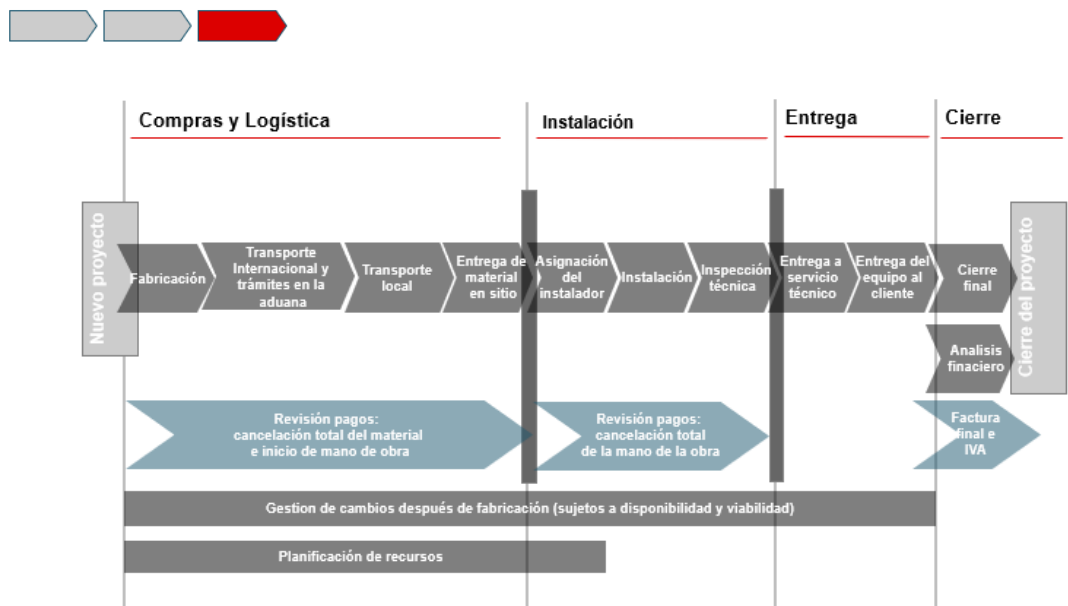 Compras y Logística
Instalación
Entrega
Cierre
Nuevo proyecto
Fabricación
Transporte
Internacional y
trámites en la
aduana
Transporte
local
Entrega de
material
en sitio
Asignación
del
instalador
Instalación
Inspección
técnica
Entrega a
servicio
técnico
Entrega del
equipo al
cliente
Cierre
final
Cierre del proyecto
Analisis
finaciero
Revisión pagos:
cancelación total del material
e inicio de mano de obra
Revisión pagos:
cancelación total
de la mano de la obra
Factura
final e
IVA
Gestion de cambios después de fabricación (sujetos a disponibilidad y viabilidad)
Planificación de recursos